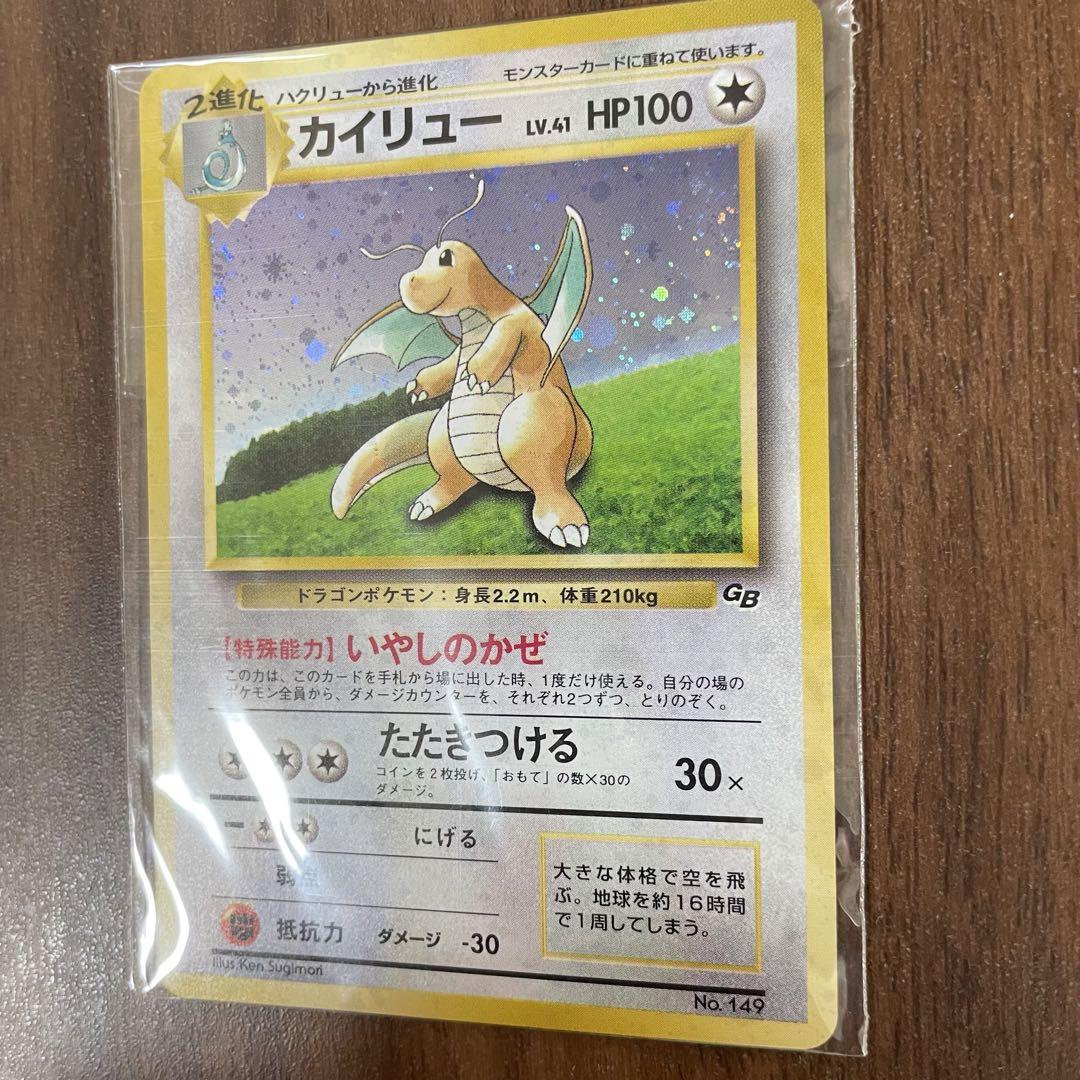 2進化
ハクリューから進化
モンスターカードに重ねて使います。
カイリュー LV.41 HP100
ドラゴンポケモン：身長2.2m、体重210kg
GB
【特殊能力】いやしのかぜ
この力は、このカードを手札から場に出した時、1度だけ使える。自分の場の
ポケモン全員から、ダメージカウンターを、それぞれ2つずつ、とりのぞく。
たたきつける 30×
コインを2枚投げ、「おもて」の数×30の
ダメージ。
にげる
弱点
抵抗力 ダメージ -30
大きな体格で空を飛
ぶ。地球を約16時間
で1周してしまう。
Illus. Ken Sugimori
No. 149